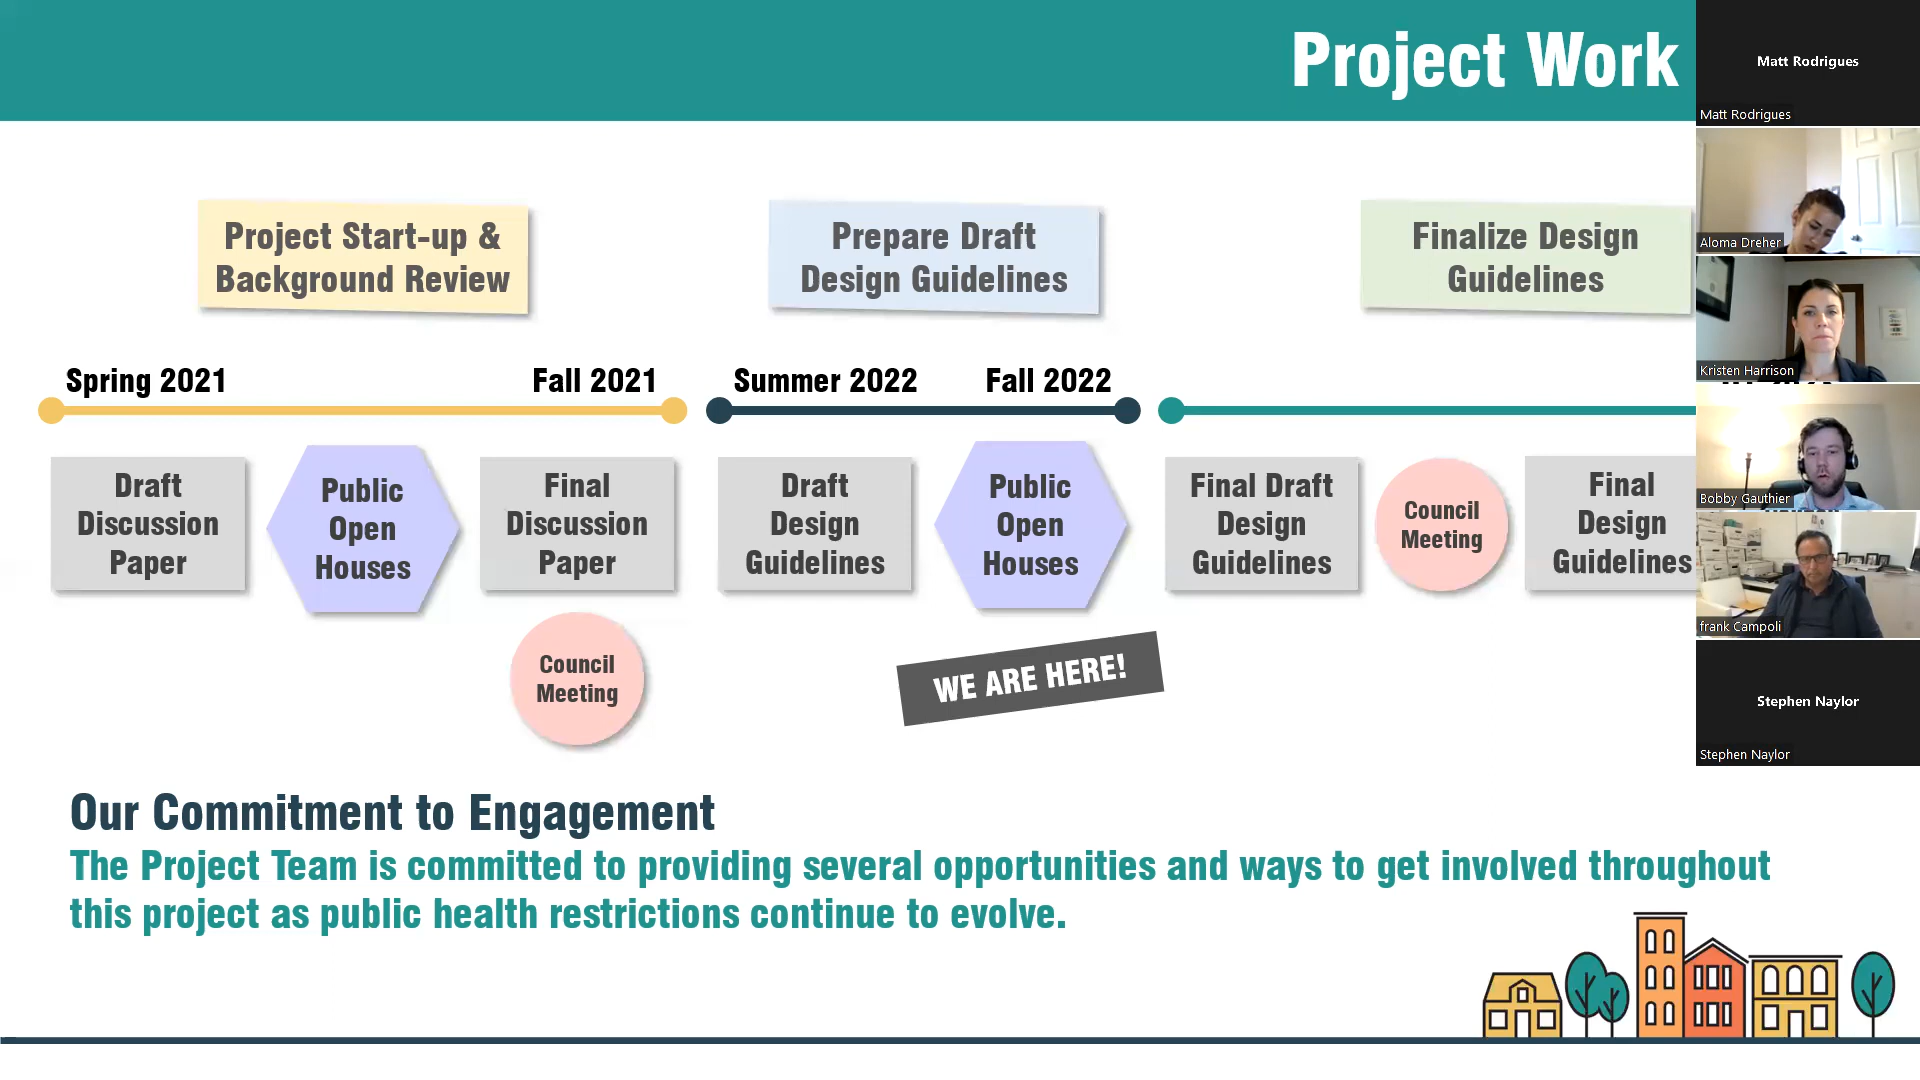 Project Work
Project Start-up &
Background Review
Prepare Draft
Design Guidelines
Finalize Design
Guidelines
Spring 2021
Fall 2021
Summer 2022
Fall 2022
Draft
Discussion
Paper
Public
Open
Houses
Final
Discussion
Paper
Council
Meeting
Draft
Design
Guidelines
Public
Open
Houses
WE ARE HERE!
Final Draft
Design
Guidelines
Council
Meeting
Final
Design
Guidelines
Our Commitment to Engagement
The Project Team is committed to providing several opportunities and ways to get involved throughout
this project as public health restrictions continue to evolve.
Matt Rodrigues
Matt Rodrigues
Aloma Dreher
Kristen Harrison
Bobby Gauthier
frank Campoli
Stephen Naylor
Stephen Naylor